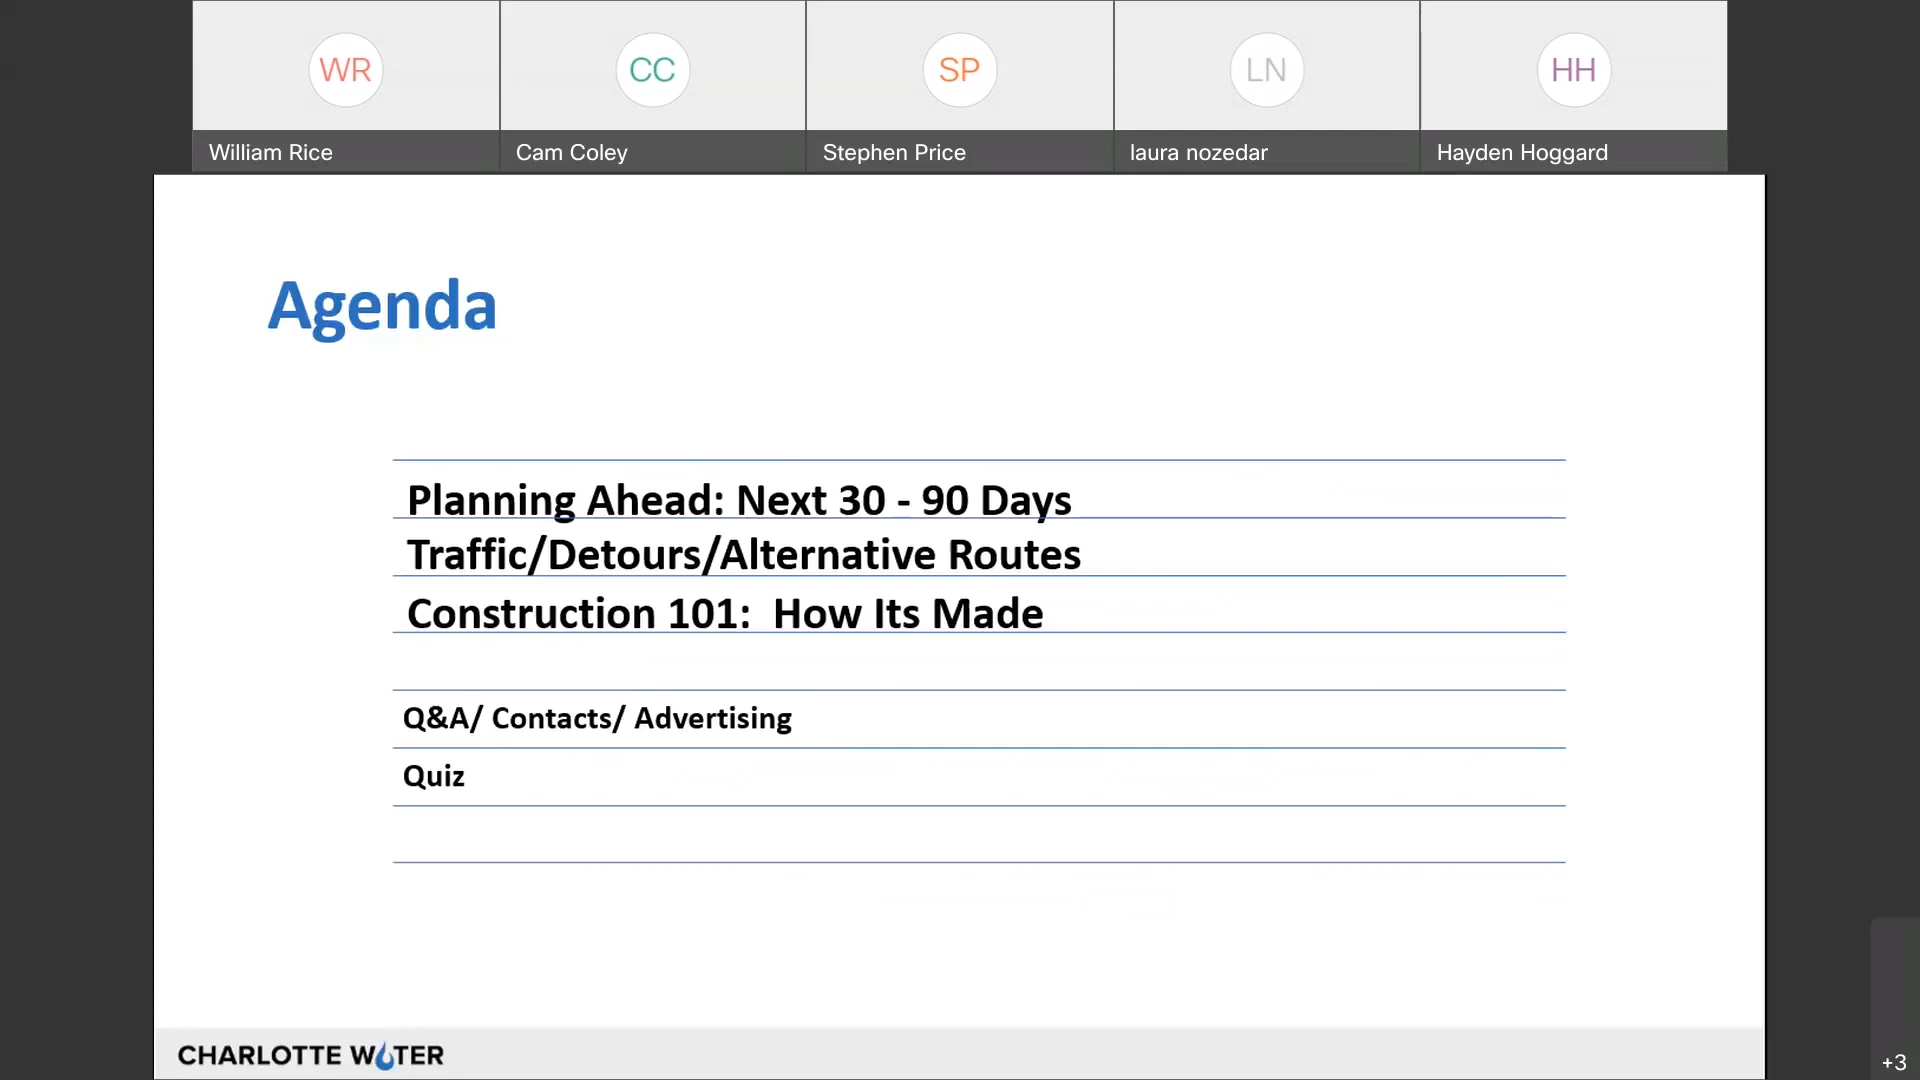 WR CC SP LN HH
William Rice Cam Coley Stephen Price laura nozedar Hayden Hoggard
Agenda
Planning Ahead: Next 30 - 90 Days
Traffic/Detours/Alternative Routes
Construction 101:  How Its Made
Q&A/ Contacts/ Advertising
Quiz
CHARLOTTE WATER
+3